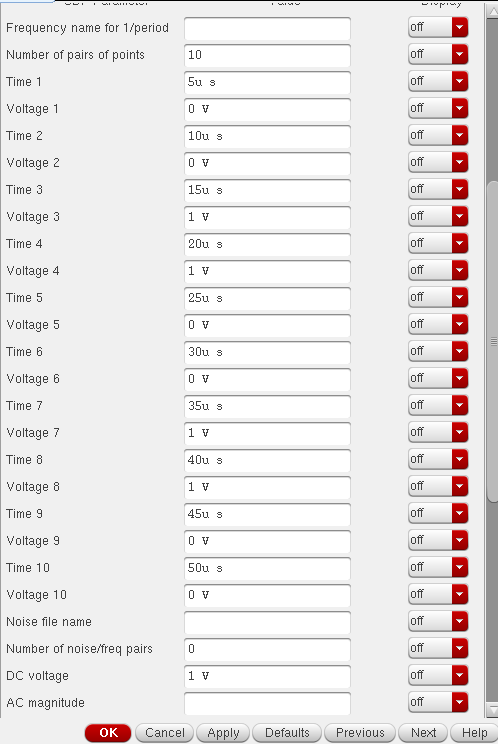 CDF Parameter Value Display
Frequency name for 1/period off
Number of pairs of points 10 off
Time 1 5u s off
Voltage 1 0 V off
Time 2 10u s off
Voltage 2 0 V off
Time 3 15u s off
Voltage 3 1 V off
Time 4 20u s off
Voltage 4 1 V off
Time 5 25u s off
Voltage 5 0 V off
Time 6 30u s off
Voltage 6 0 V off
Time 7 35u s off
Voltage 7 1 V off
Time 8 40u s off
Voltage 8 1 V off
Time 9 45u s off
Voltage 9 0 V off
Time 10 50u s off
Voltage 10 0 V off
Noise file name off
Number of noise/freq pairs 0 off
DC voltage 1 V off
AC magnitude off
OK Cancel Apply Defaults Previous Next Help